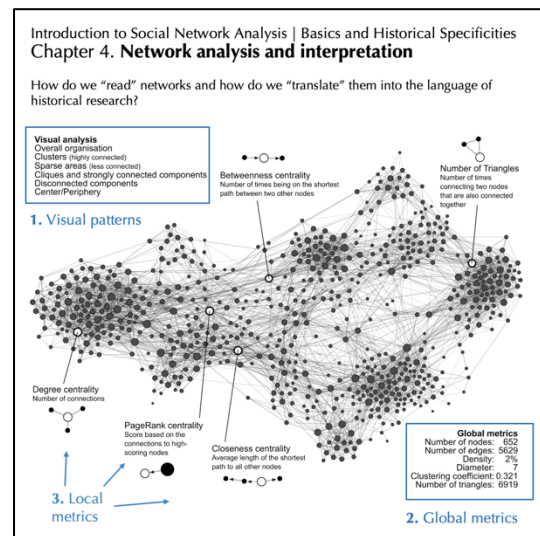 Introduction to Social Network Analysis | Basics and Historical Specificities
Chapter 4. Network analysis and interpretation
How do we “read” networks and how do we “translate” them into the language of
historical research?
Visual analysis
Overall organisation
Clusters (highly connected)
Sparse areas (less connected)
Cliques and strongly connected components
Disconnected components
Center/Periphery
1. Visual patterns
Betweenness centrality
Number of times being on the shortest
path between two other nodes
Number of Triangles
Number of times
connecting two nodes
that are also connected
together
Degree centrality
Number of connections
PageRank centrality
Score based on the
connections to high-
scoring nodes
Closeness centrality
Average length of the shortest
path to all other nodes
3. Local
metrics
Global metrics
Number of nodes: 652
Number of edges: 5629
Density: 2%
Diameter: 7
Clustering coefficient: 0.321
Number of triangles: 6919
2. Global metrics